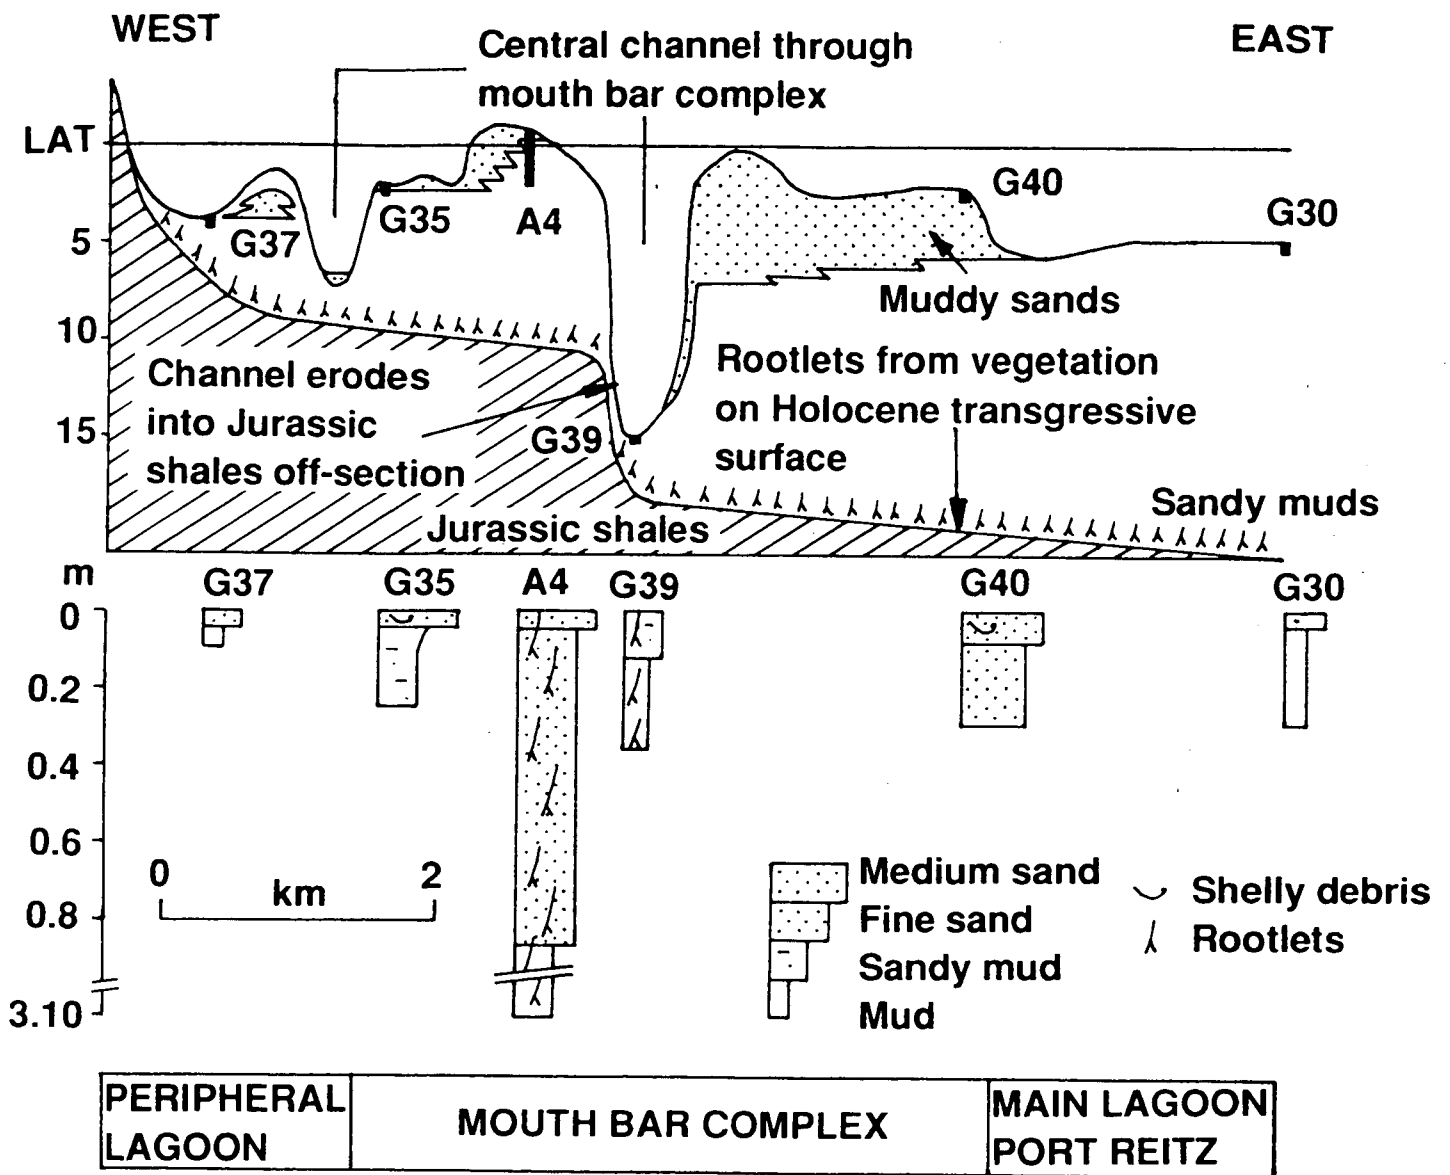 WEST
EAST
Central channel through
mouth bar complex
LAT
G40
G35
A4
G30
G37
5
Muddy sands
10
Rootlets from vegetation
on Holocene transgressive
surface
Channel erodes
into Jurassic
shales off-section
15
G39
Sandy muds
Jurassic shales
m
G37
G35
A4
G39
G40
G30
0
0.2
0.4
0.6
0.8
3.10
0
2
km
Medium sand
Fine sand
Sandy mud
Mud
Shelly debris
Rootlets
PERIPHERAL
LAGOON
MOUTH BAR COMPLEX
MAIN LAGOON
PORT REITZ